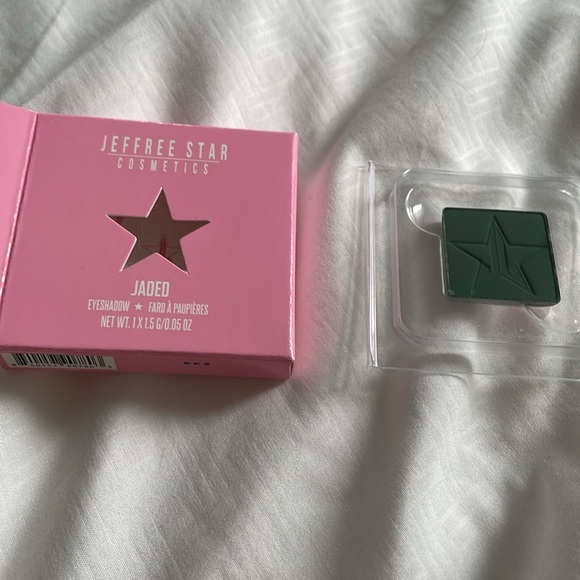 JEFFREE STAR
COSMETICS
JADED
EYESHADOW ★ FARD À PAUPIÈRES
NET WT. 1 X 1.5 G/0.05 OZ